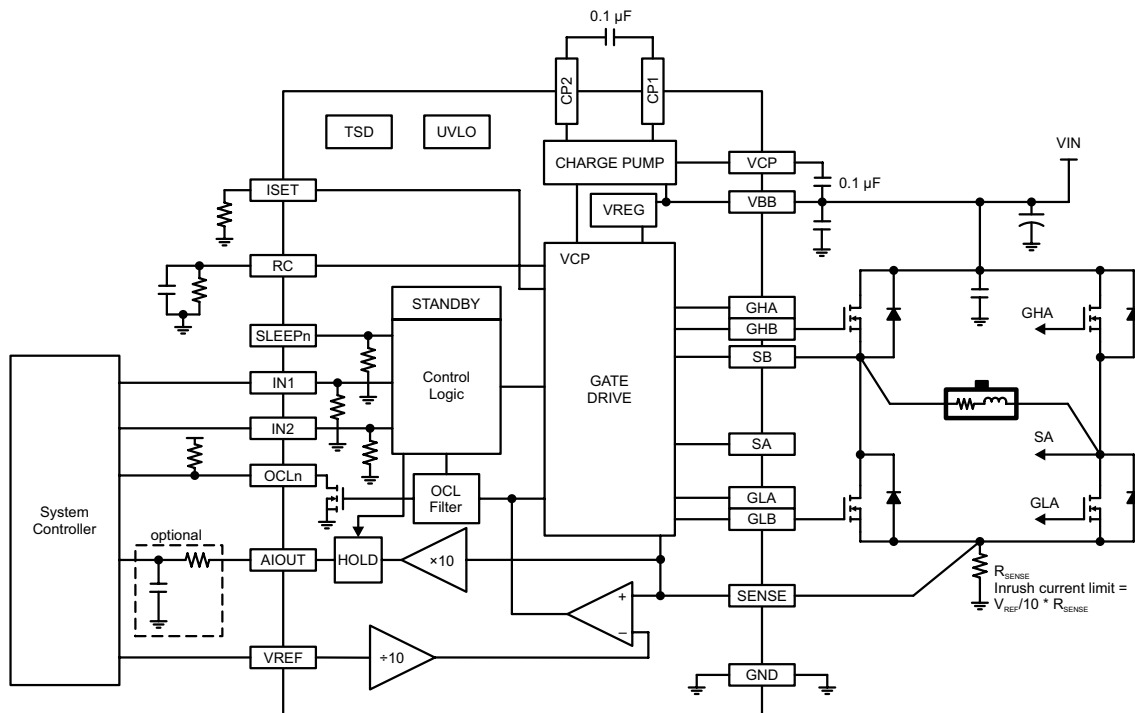 0.1 µF
CP2
CP1
TSD
UVLO
CHARGE PUMP
VCP
VIN
0.1 µF
ISET
VREG
VBB
VCP
RC
STANDBY
GHA
GHB
GHA
SLEEPn
SB
IN1
Control
Logic
GATE
DRIVE
IN2
SA
SA
OCLn
OCL
Filter
GLA
GLB
GLA
System
Controller
optional
AIOUT
HOLD
×10
SENSE
RSENSE
Inrush current limit =
VREF/10 * RSENSE
+
–
VREF
÷10
GND